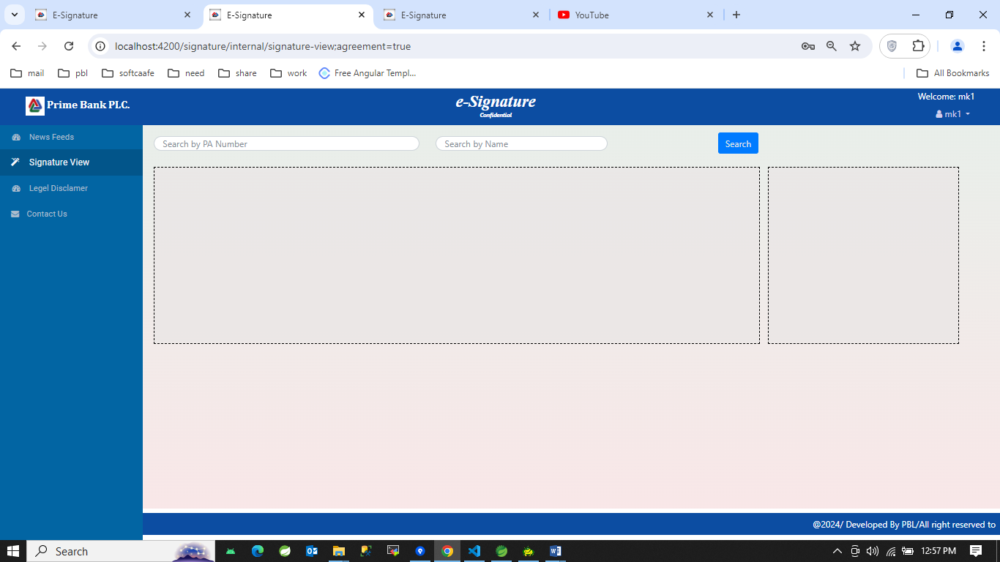 E-Signature
E-Signature
E-Signature
YouTube
localhost:4200/signature/internal/signature-view;agreement=true
mail
pbl
softcaafe
need
share
work
Free Angular Templ...
All Bookmarks
Prime Bank PLC.
e-Signature
Confidential
Welcome: mk1
mk1
News Feeds
Signature View
Legel Disclamer
Contact Us
Search by PA Number
Search by Name
Search
@2024/ Developed By PBL/All right reserved to
Search
12:57 PM